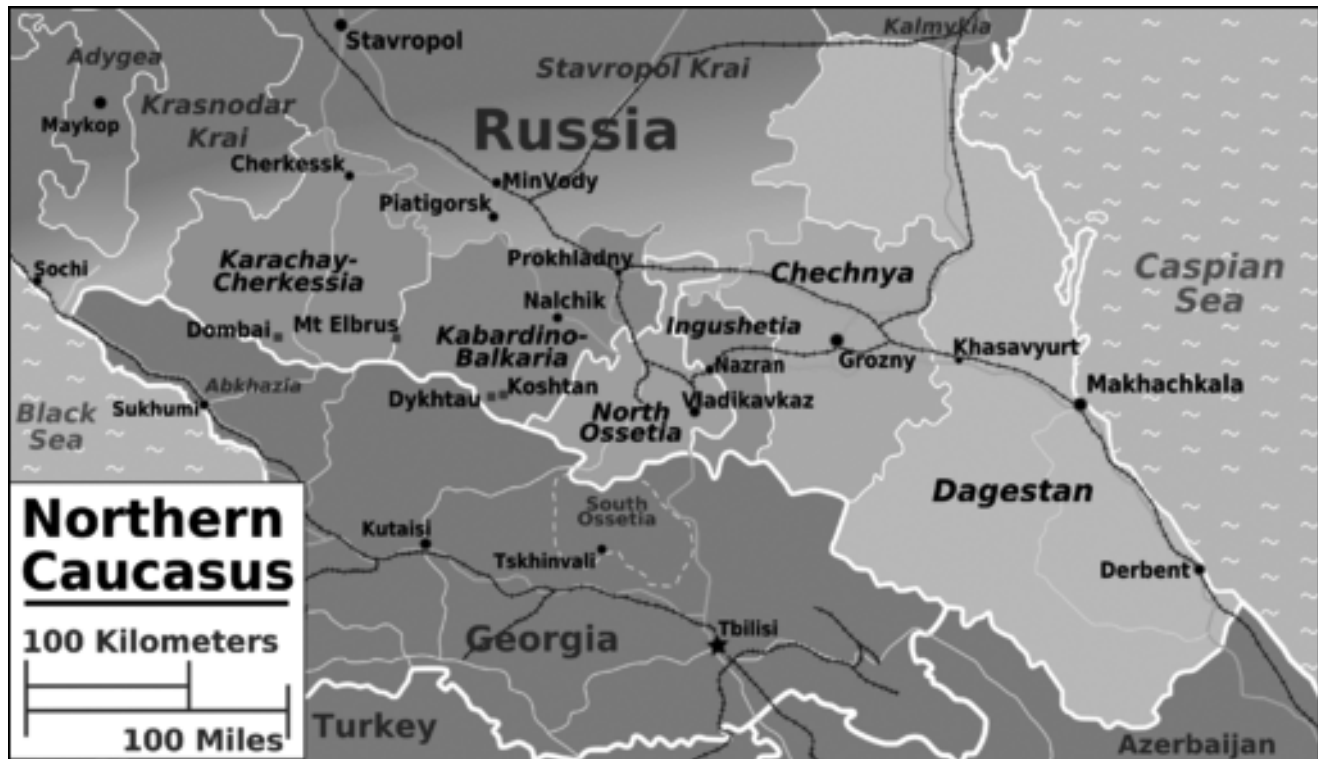 Kalmykia
Stavropol
Adygea
Stavropol Krai
Krasnodar
Krai
Maykop
Russia
Cherkessk
MinVody
Piatigorsk
Karachay-
Cherkessia
Prokhladny
Chechnya
Caspian
Sea
Sochi
Nalchik
Dombai
Mt Elbrus
Kabardino-
Balkaria
Ingushetia
Grozny
Khasavyurt
Nazran
Makhachkala
Abkhazia
Dykhtau
Koshtan
Black
Sea
Sukhumi
Vladikavkaz
North
Ossetia
Dagestan
South
Ossetia
Kutaisi
Tskhinvali
Derbent
Northern
Caucasus
100 Kilometers
100 Miles
Georgia
Tbilisi
Turkey
Azerbaijan